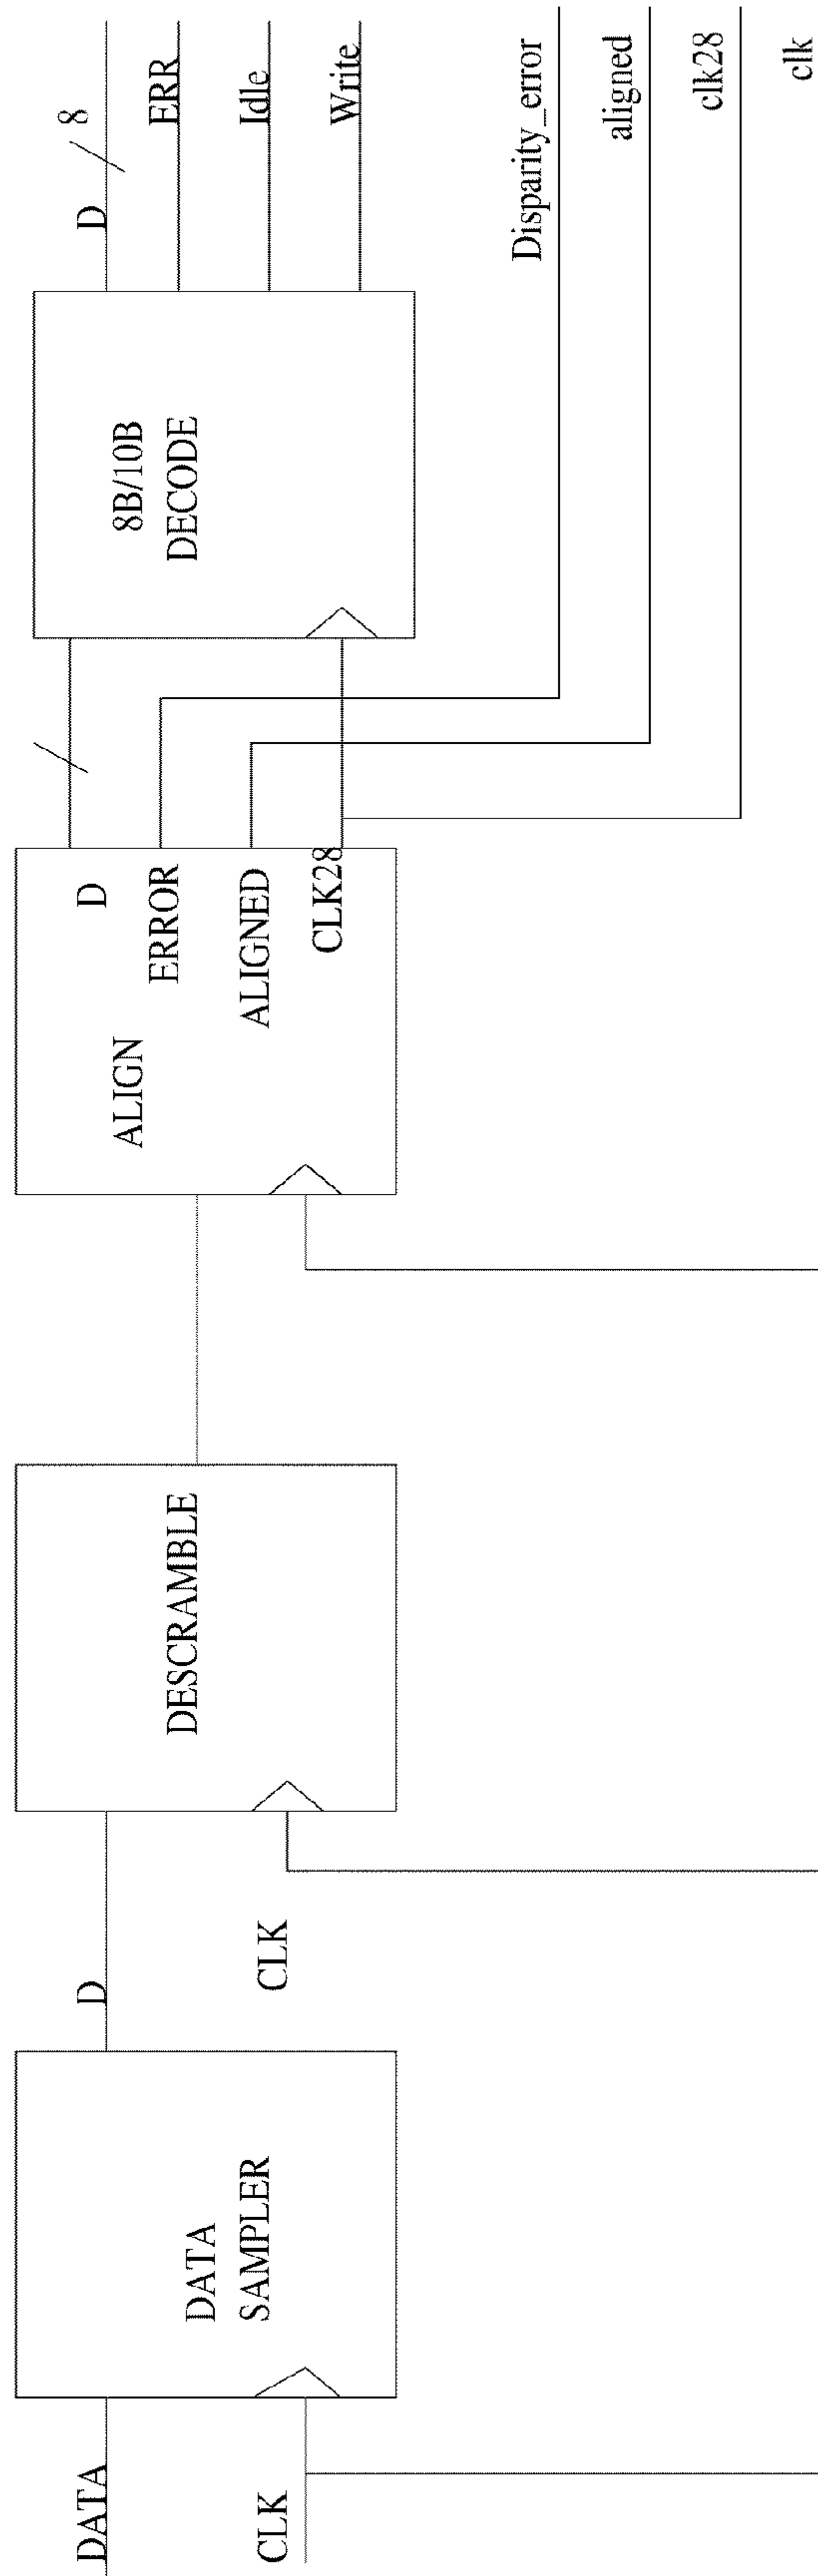 DATA
CLK
DATA
SAMPLER
D
CLK
DESCRAMBLE
ALIGN
D
ERROR
ALIGNED
CLK28
8B/10B
DECODE
D
8
ERR
Idle
Write
Disparity_error
aligned
clk28
clk